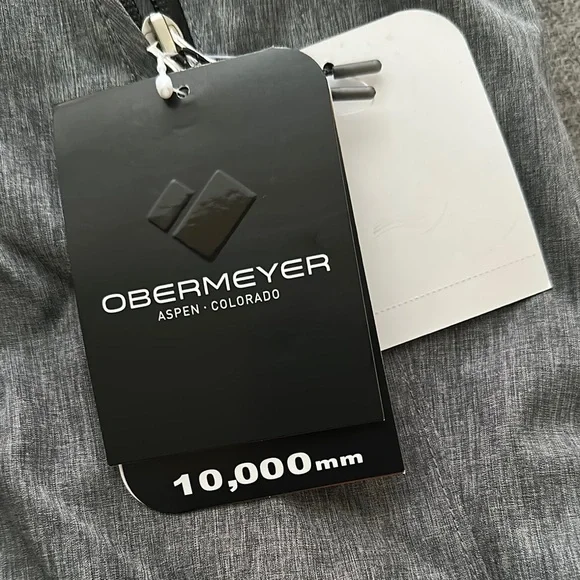 OBERMEYER
ASPEN · COLORADO
10,000mm